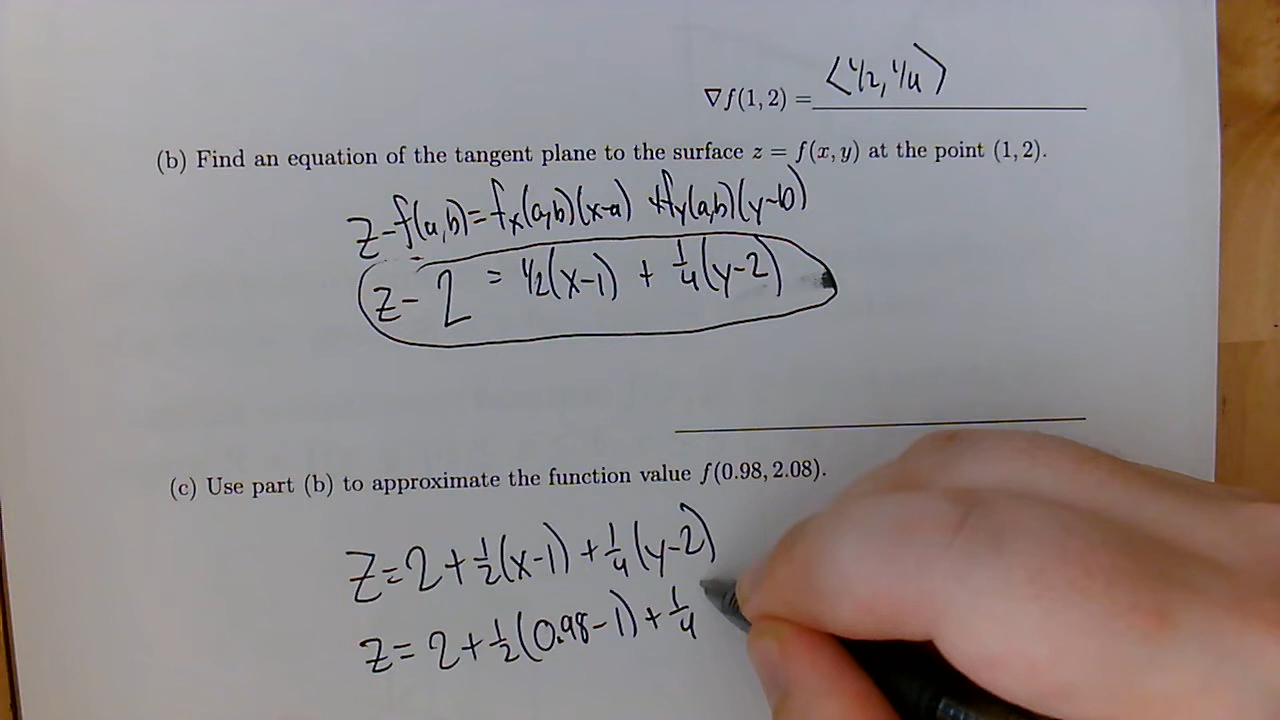 ∇f(1, 2) = ⟨1/2, 1/4⟩
(b) Find an equation of the tangent plane to the surface z = f(x, y) at the point (1, 2).
z-f(a,b)=fx(a,b)(x-a) +fy(a,b)(y-b)
z- 2 = 1/2(x-1) + 1/4(y-2)
(c) Use part (b) to approximate the function value f(0.98, 2.08).
z=2+1/2(x-1)+1/4(y-2)
z= 2+1/2(0.98-1)+1/4